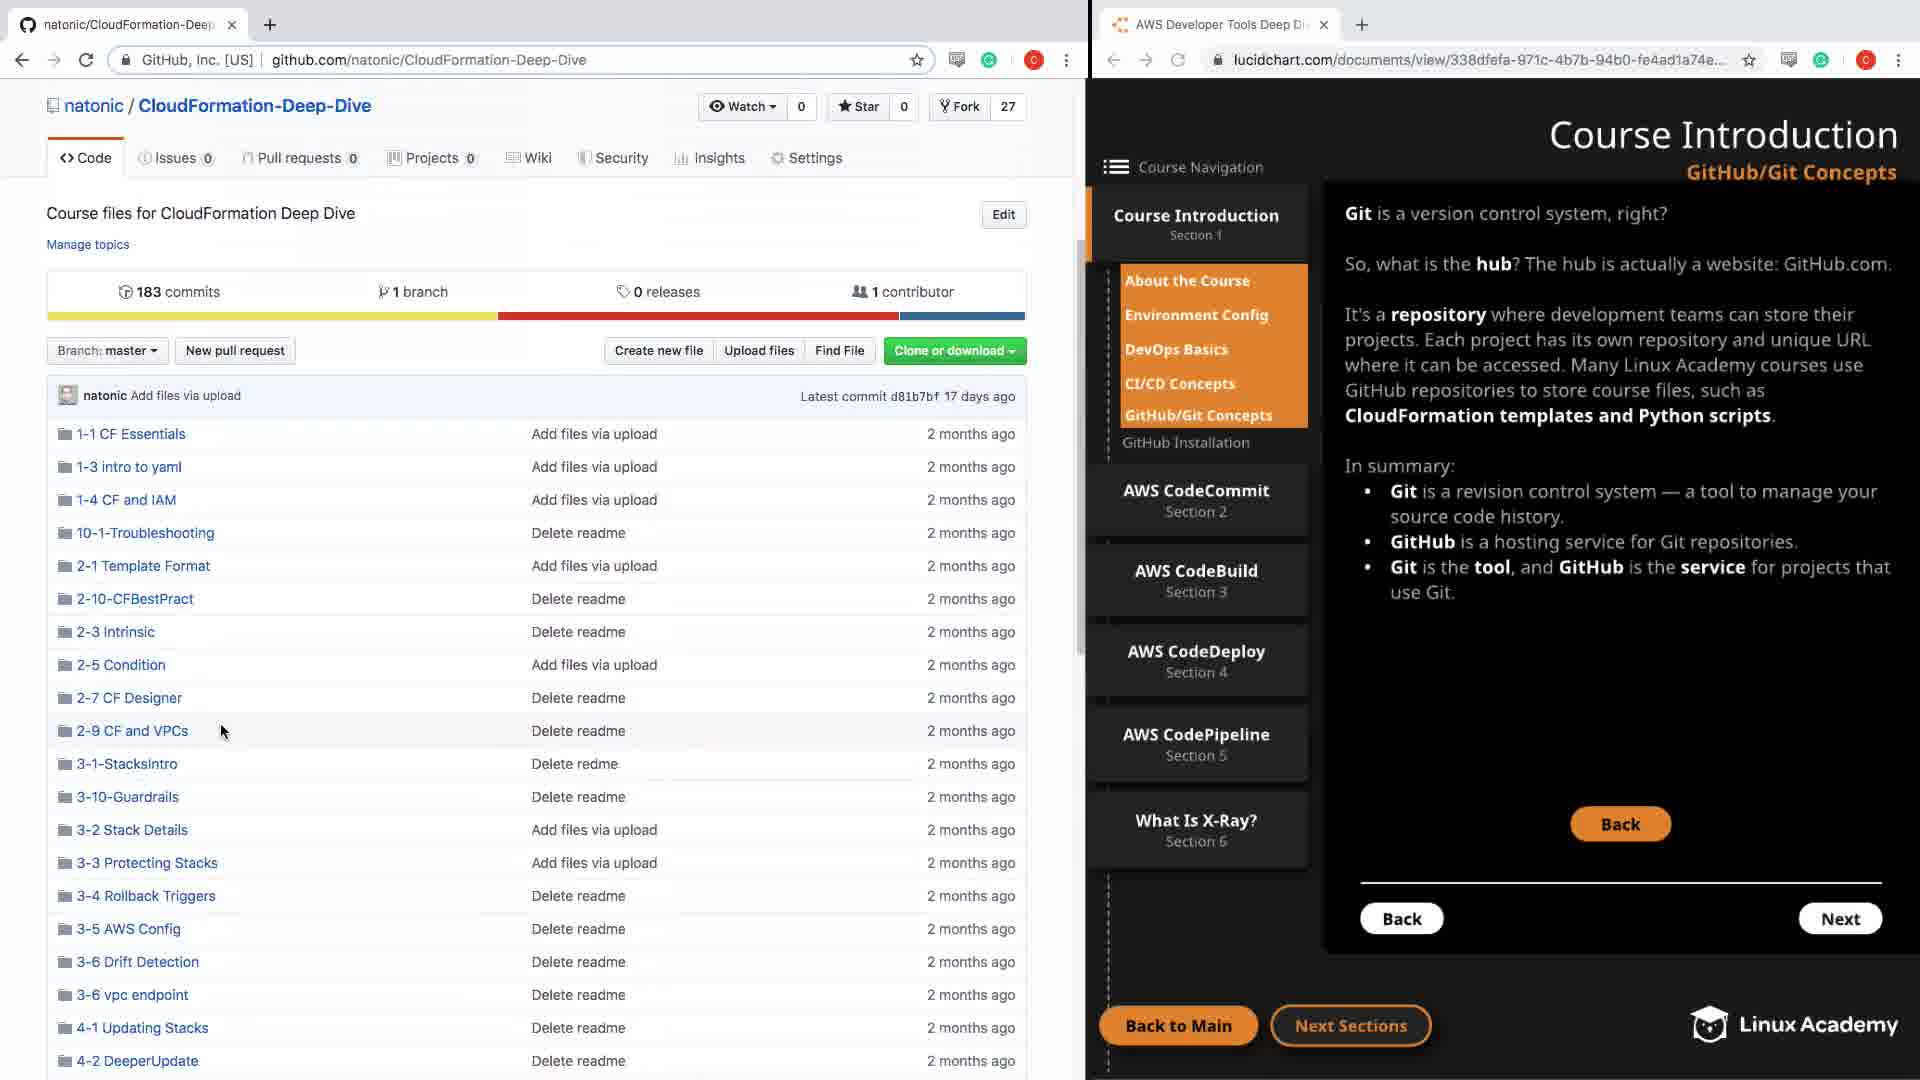 natonic/CloudFormation-Deep
GitHub, Inc. [US] github.com/natonic/CloudFormation-Deep-Dive
natonic / CloudFormation-Deep-Dive
Watch 0
Star 0
Fork 27
Code
Issues 0
Pull requests 0
Projects 0
Wiki
Security
Insights
Settings
Course files for CloudFormation Deep Dive
Edit
Manage topics
183 commits
1 branch
0 releases
1 contributor
Branch: master
New pull request
Create new file
Upload files
Find File
Clone or download
natonic Add files via upload
Latest commit d81b7bf 17 days ago
1-1 CF Essentials Add files via upload 2 months ago
1-3 intro to yaml Add files via upload 2 months ago
1-4 CF and IAM Add files via upload 2 months ago
10-1-Troubleshooting Delete readme 2 months ago
2-1 Template Format Add files via upload 2 months ago
2-10-CFBestPract Delete readme 2 months ago
2-3 Intrinsic Delete readme 2 months ago
2-5 Condition Add files via upload 2 months ago
2-7 CF Designer Delete readme 2 months ago
2-9 CF and VPCs Delete readme 2 months ago
3-1-StacksIntro Delete redme 2 months ago
3-10-Guardrails Delete readme 2 months ago
3-2 Stack Details Add files via upload 2 months ago
3-3 Protecting Stacks Add files via upload 2 months ago
3-4 Rollback Triggers Delete readme 2 months ago
3-5 AWS Config Delete readme 2 months ago
3-6 Drift Detection Delete readme 2 months ago
3-6 vpc endpoint Delete readme 2 months ago
4-1 Updating Stacks Delete readme 2 months ago
4-2 DeeperUpdate Delete readme 2 months ago
AWS Developer Tools Deep Di
lucidchart.com/documents/view/338dfefa-971c-4b7b-94b0-fe4ad1a74e...
Course Introduction
GitHub/Git Concepts
Course Navigation
Course Introduction
Section 1
About the Course
Environment Config
DevOps Basics
CI/CD Concepts
GitHub/Git Concepts
GitHub Installation
AWS CodeCommit
Section 2
AWS CodeBuild
Section 3
AWS CodeDeploy
Section 4
AWS CodePipeline
Section 5
What Is X-Ray?
Section 6
Git is a version control system, right?
So, what is the hub? The hub is actually a website: GitHub.com.
It's a repository where development teams can store their
projects. Each project has its own repository and unique URL
where it can be accessed. Many Linux Academy courses use
GitHub repositories to store course files, such as
CloudFormation templates and Python scripts.
In summary:
• Git is a revision control system — a tool to manage your
source code history.
• GitHub is a hosting service for Git repositories.
• Git is the tool, and GitHub is the service for projects that
use Git.
Back
Back
Next
Back to Main
Next Sections
Linux Academy